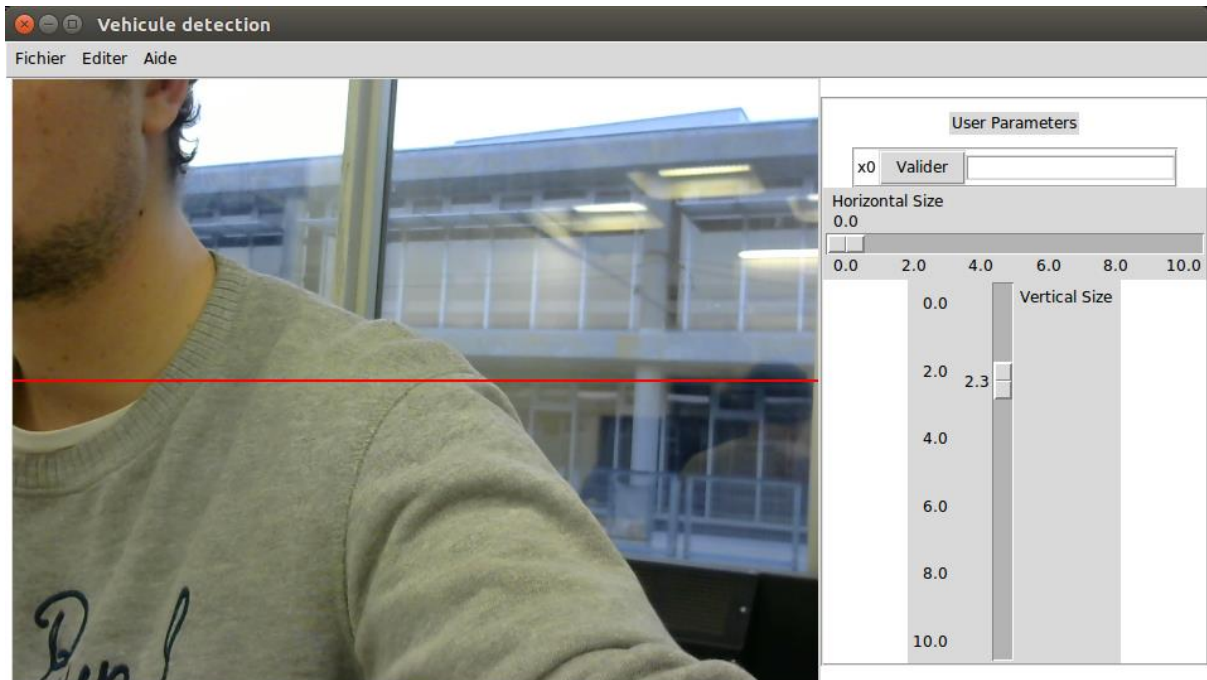 Vehicule detection
Fichier Editer Aide
User Parameters
x0 Valider
Horizontal Size
0.0
0.0 2.0 4.0 6.0 8.0 10.0
0.0 Vertical Size
2.0 2.3
4.0
6.0
8.0
10.0